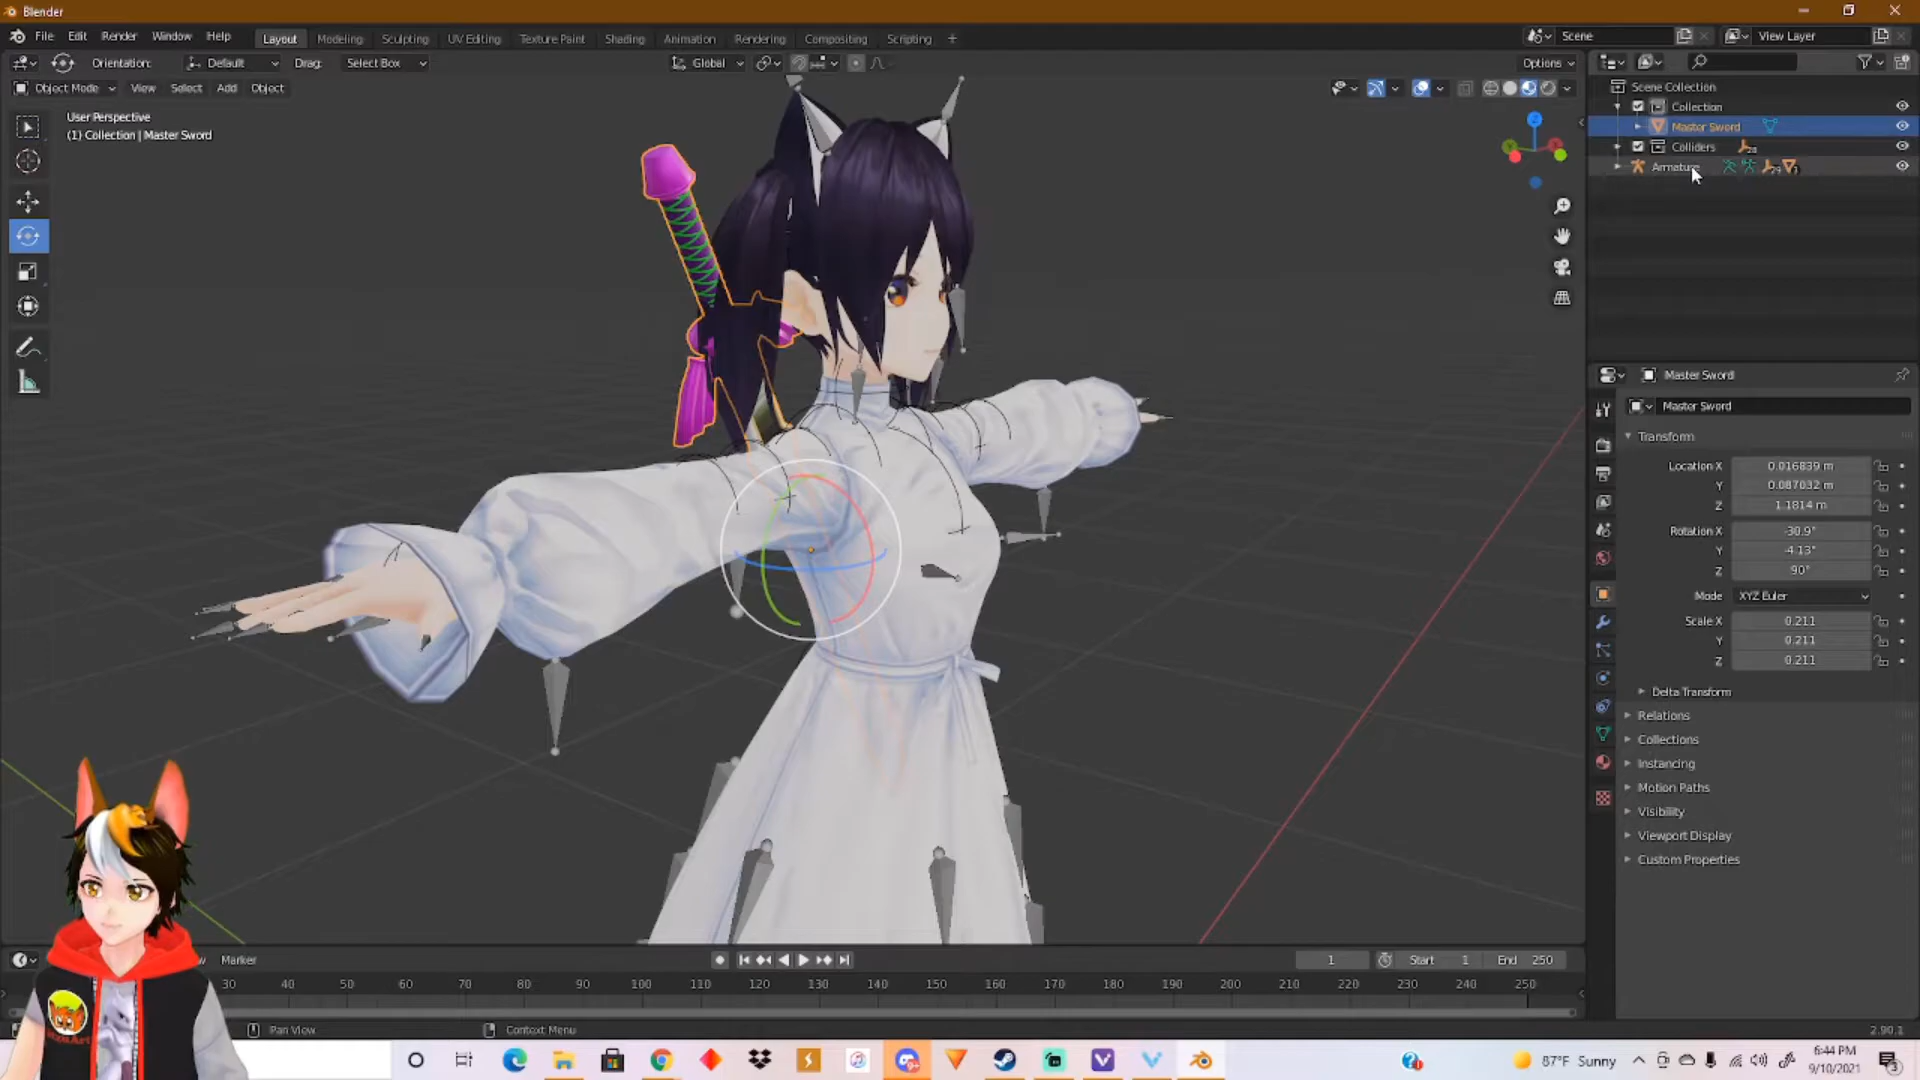 Blender
File Edit Render Window Help Layout Modeling Sculpting UV Editing Texture Paint Shading Animation Rendering Compositing Scripting + Scene View Layer
Orientation: Default Drag: Select Box Global Options
Object Mode View Select Add Object
User Perspective
(1) Collection | Master Sword
Scene Collection
Collection
Master Sword
Colliders
Armature
Master Sword
Master Sword
Transform
Location X 0.016839 m
Y 0.087032 m
Z 1.1814 m
Rotation X -30.9°
Y -4.13°
Z 90°
Mode XYZ Euler
Scale X 0.211
Y 0.211
Z 0.211
Delta Transform
Relations
Collections
Instancing
Motion Paths
Visibility
Viewport Display
Custom Properties
Marker 1 Start 1 End 250
30 40 50 60 70 80 90 100 110 120 130 140 150 160 170 180 190 200 210 220 230 240 250
Pan View Context Menu 2.90.1
87°F Sunny 6:44 PM
9/10/2021